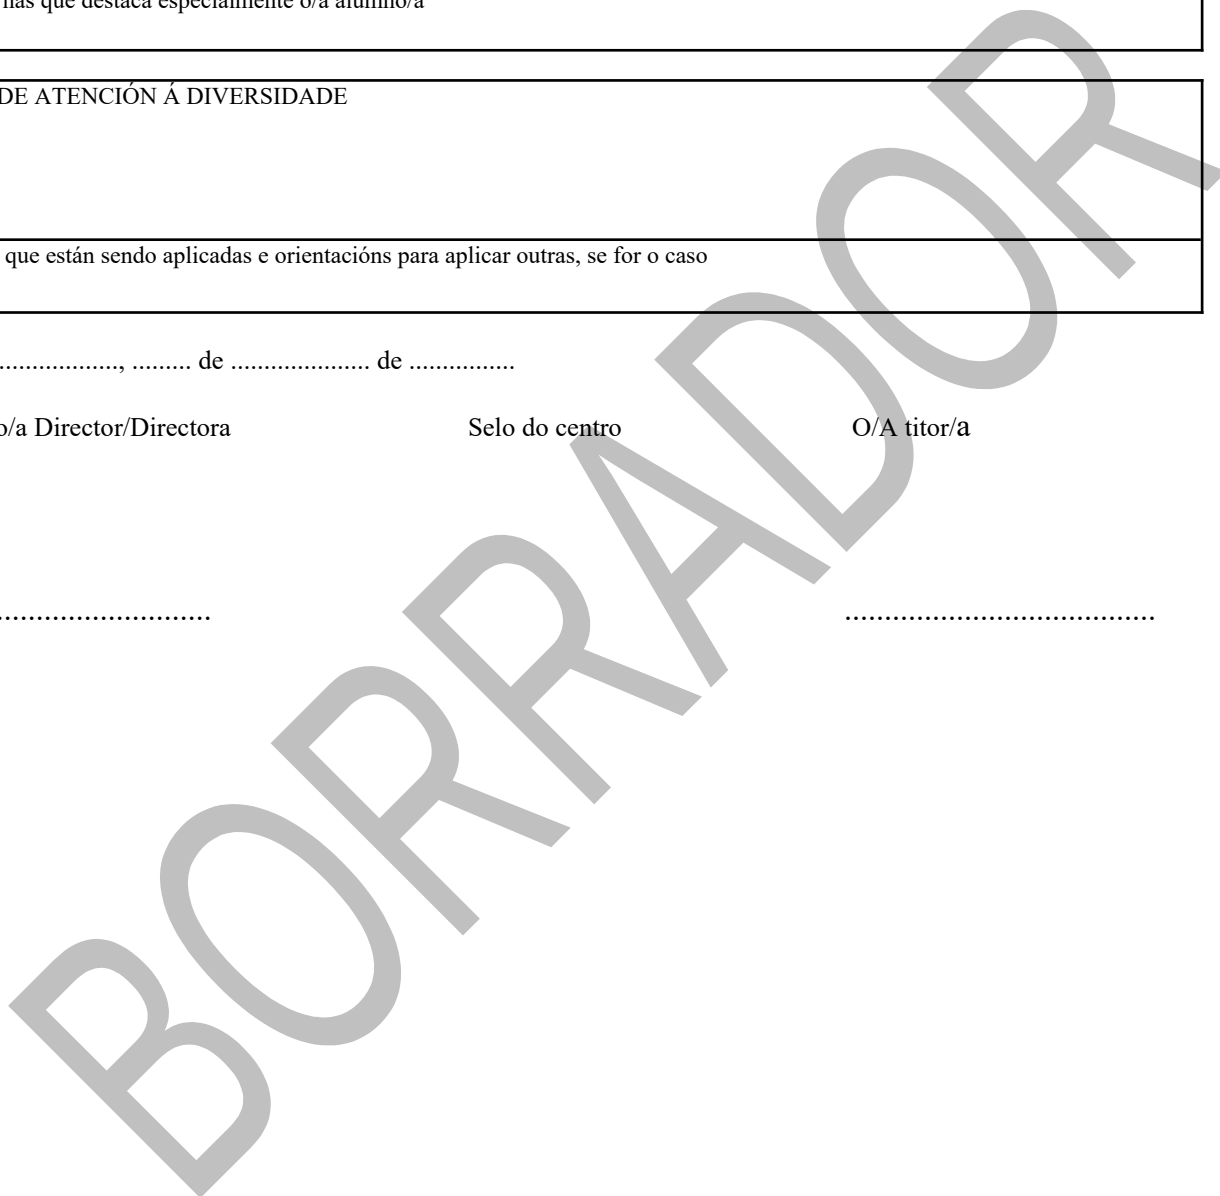 nas que destaca especialmente o/a alumno/a
DE ATENCIÓN Á DIVERSIDADE
que están sendo aplicadas e orientacións para aplicar outras, se for o caso
.................., ......... de ..................... de ................
o/a Director/Directora Selo do centro O/A titor/a
........................... .......................................
BORRADOR